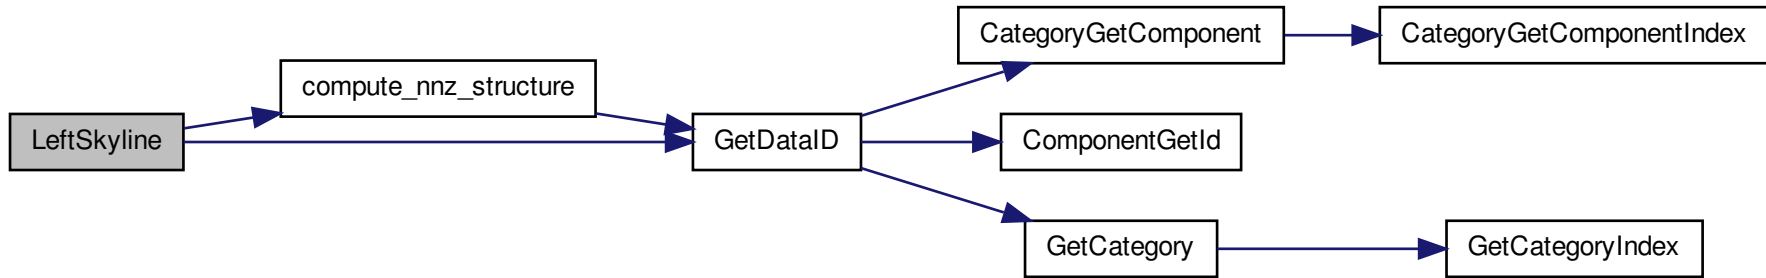 LeftSkyline
compute_nnz_structure
GetDataID
CategoryGetComponent
CategoryGetComponentIndex
ComponentGetId
GetCategory
GetCategoryIndex